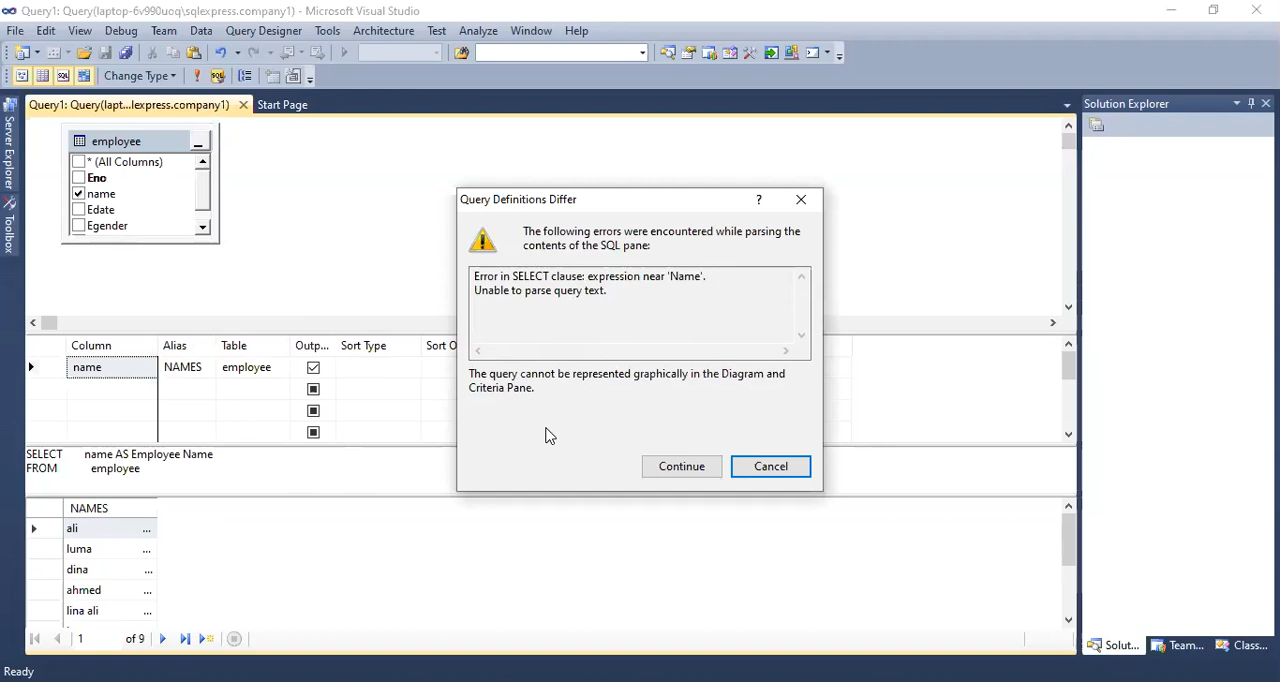 Query1: Query(laptop-6v990uoq\sqlexpress.company1) - Microsoft Visual Studio
File Edit View Debug Team Data Query Designer Tools Architecture Test Analyze Window Help
Change Type
Query1: Query(lapt...lexpress.company1) Start Page
Solution Explorer
Server Explorer
Toolbox
employee
* (All Columns)
Eno
name
Edate
Egender
Query Definitions Differ
The following errors were encountered while parsing the
contents of the SQL pane:
Error in SELECT clause: expression near 'Name'.
Unable to parse query text.
The query cannot be represented graphically in the Diagram and
Criteria Pane.
Continue Cancel
Column Alias Table Outp... Sort Type Sort O
name NAMES employee
SELECT name AS Employee Name
FROM employee
NAMES
ali ...
luma ...
dina ...
ahmed ...
lina ali ...
1 of 9
Solut... Team... Class...
Ready